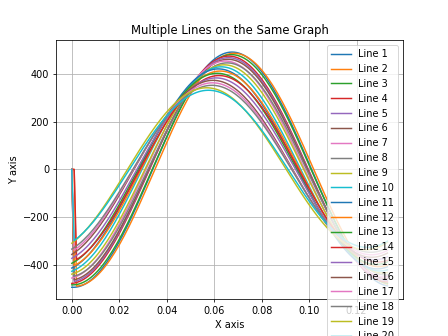 Multiple Lines on the Same Graph
Y axis
400
200
0
−200
−400
0.00 0.02 0.04 0.06 0.08 0.10
X axis
Line 1
Line 2
Line 3
Line 4
Line 5
Line 6
Line 7
Line 8
Line 9
Line 10
Line 11
Line 12
Line 13
Line 14
Line 15
Line 16
Line 17
Line 18
Line 19
Line 20